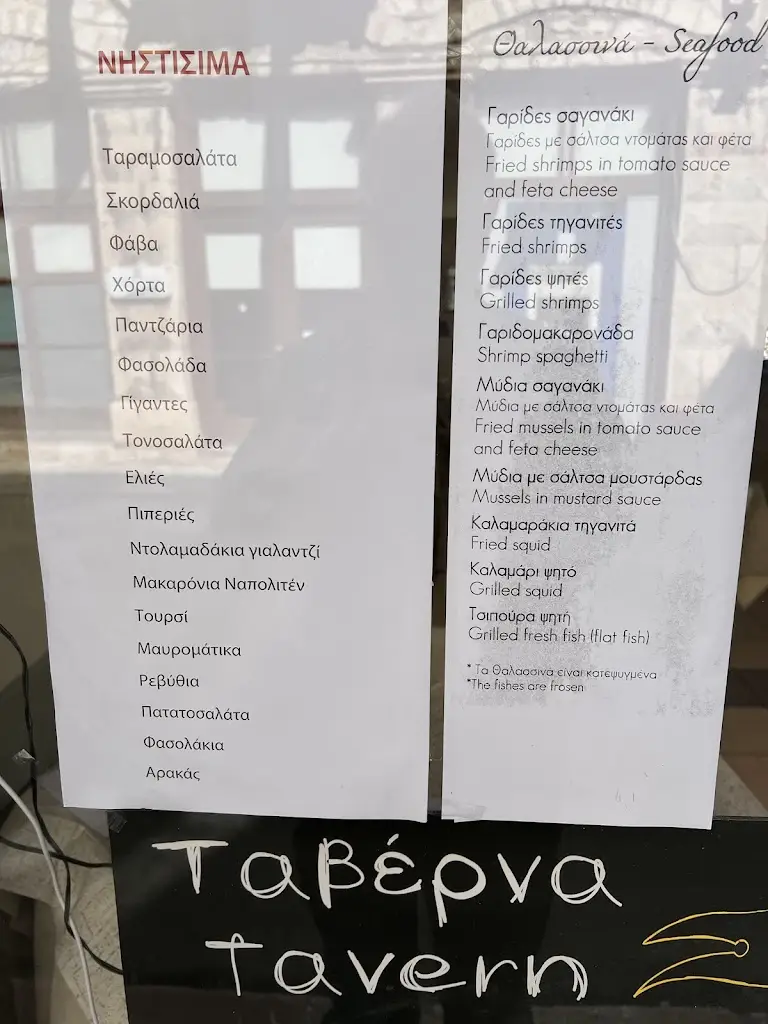 ΝΗΣΤΙΣΙΜΑ
Ταραμοσαλάτα
Σκορδαλιά
Φάβα
Χόρτα
Παντζάρια
Φασολάδα
Γίγαντες
Τονοσαλάτα
Ελιές
Πιπεριές
Ντολαμαδάκια γιαλαντζί
Μακαρόνια Ναπολιτέν
Τουρσί
Μαυρομάτικα
Ρεβύθια
Πατατοσαλάτα
Φασολάκια
Αρακάς
Θαλασσινά - Seafood
Γαρίδες σαγανάκι
Γαρίδες με σάλτσα ντομάτας και φέτα
Fried shrimps in tomato sauce
and feta cheese
Γαρίδες τηγανιτές
Fried shrimps
Γαρίδες ψητές
Grilled shrimps
Γαριδομακαρονάδα
Shrimp spaghetti
Μύδια σαγανάκι
Μύδια με σάλτσα ντομάτας και φέτα
Fried mussels in tomato sauce
and feta cheese
Μύδια με σάλτσα μουστάρδας
Mussels in mustard sauce
Καλαμαράκια τηγανιτά
Fried squid
Καλαμάρι ψητό
Grilled squid
Τσιπούρα ψητή
Grilled fresh fish (flat fish)
* Τα Θαλασσινα ειναι κατεψυγμενα
*The fishes are frosen
Ταβέρνα
Tavern